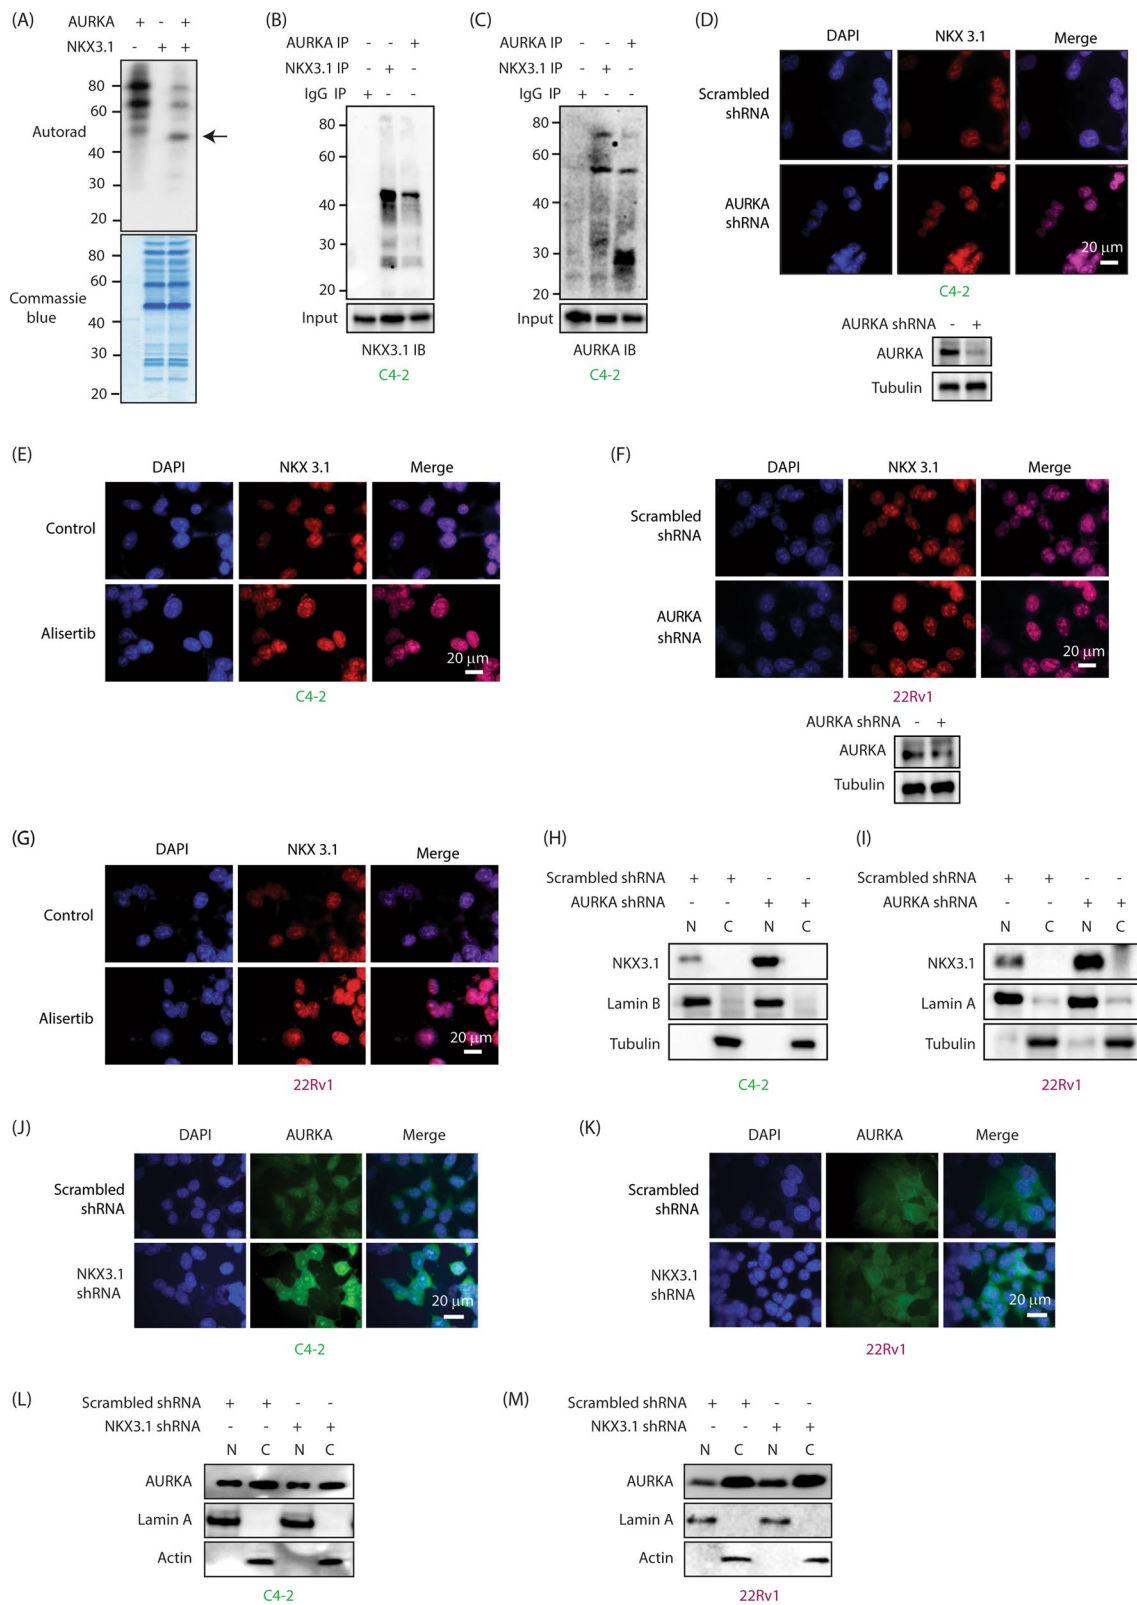 (A)
AURKA + - +
NKX3.1 - + +
80
60
Autorad
40
30
20
80
60
Commassie
blue
40
30
20
(B)
AURKA IP - - +
NKX3.1 IP - + -
IgG IP + - -
80
60
40
30
20
Input
NKX3.1 IB
C4-2
(C)
AURKA IP - - +
NKX3.1 IP - + -
IgG IP + - -
80
60
40
30
20
Input
AURKA IB
C4-2
(D)
DAPI NKX 3.1 Merge
Scrambled
shRNA
AURKA
shRNA
20 μm
C4-2
AURKA shRNA - +
AURKA
Tubulin
(E)
DAPI NKX 3.1 Merge
Control
Alisertib
20 μm
C4-2
(F)
DAPI NKX 3.1 Merge
Scrambled
shRNA
AURKA
shRNA
20 μm
22Rv1
AURKA shRNA - +
AURKA
Tubulin
(G)
DAPI NKX 3.1 Merge
Control
Alisertib
20 μm
22Rv1
(H)
Scrambled shRNA + + - -
AURKA shRNA - - + +
N C N C
NKX3.1
Lamin B
Tubulin
C4-2
(I)
Scrambled shRNA + + - -
AURKA shRNA - - + +
N C N C
NKX3.1
Lamin A
Tubulin
22Rv1
(J)
DAPI AURKA Merge
Scrambled
shRNA
NKX3.1
shRNA
20 μm
C4-2
(K)
DAPI AURKA Merge
Scrambled
shRNA
NKX3.1
shRNA
20 μm
22Rv1
(L)
Scrambled shRNA + + - -
NKX3.1 shRNA - - + +
N C N C
AURKA
Lamin A
Actin
C4-2
(M)
Scrambled shRNA + + - -
NKX3.1 shRNA - - + +
N C N C
AURKA
Lamin A
Actin
22Rv1